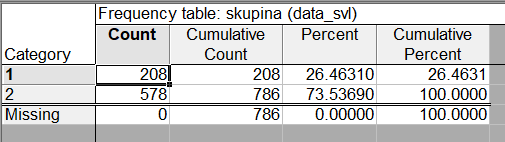 Frequency table: skupina (data_svl)
Category Count Cumulative Count Percent Cumulative Percent
1 208 208 26.46310 26.4631
2 578 786 73.53690 100.0000
Missing 0 786 0.00000 100.0000